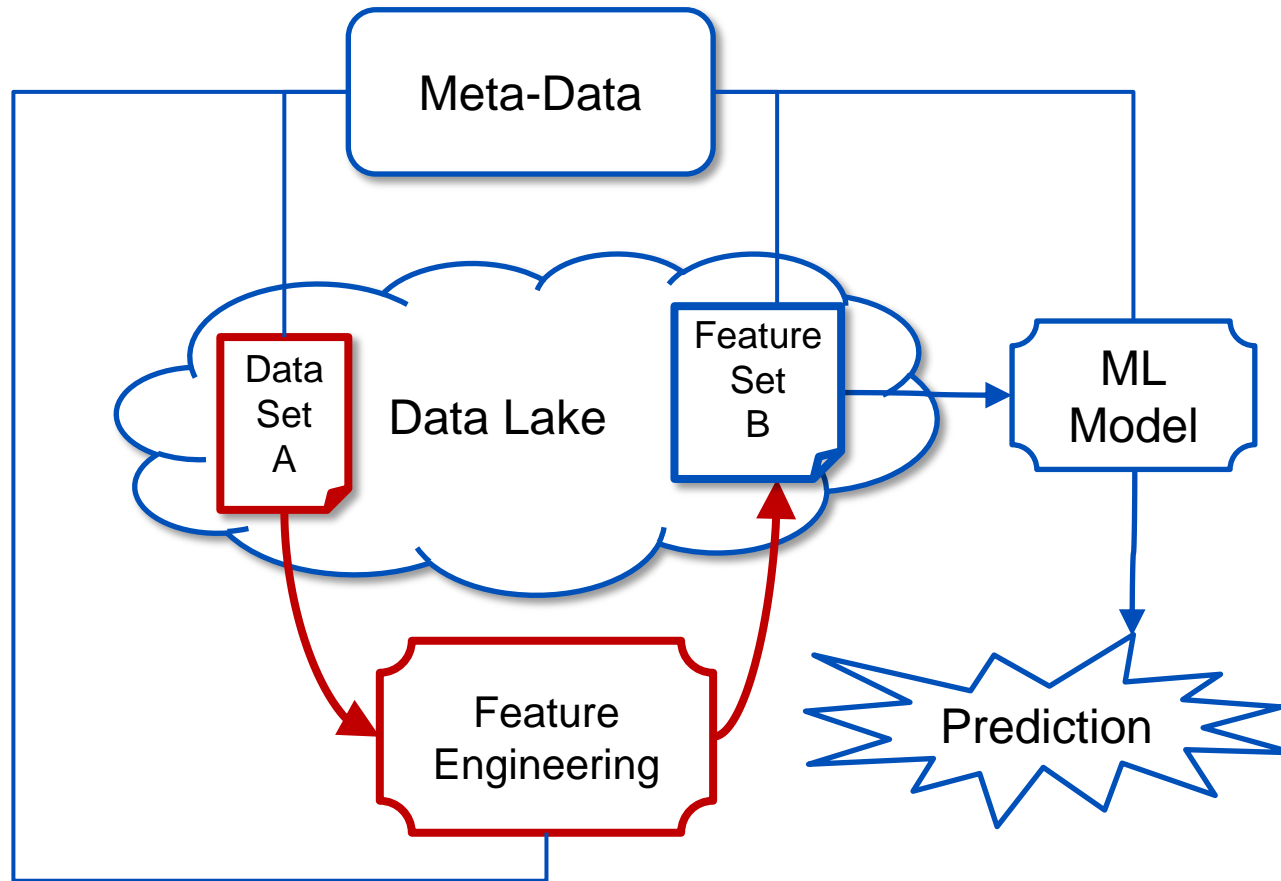 Meta-Data
Data
Set
A
Data Lake
Feature
Set
B
ML
Model
Feature
Engineering
Prediction